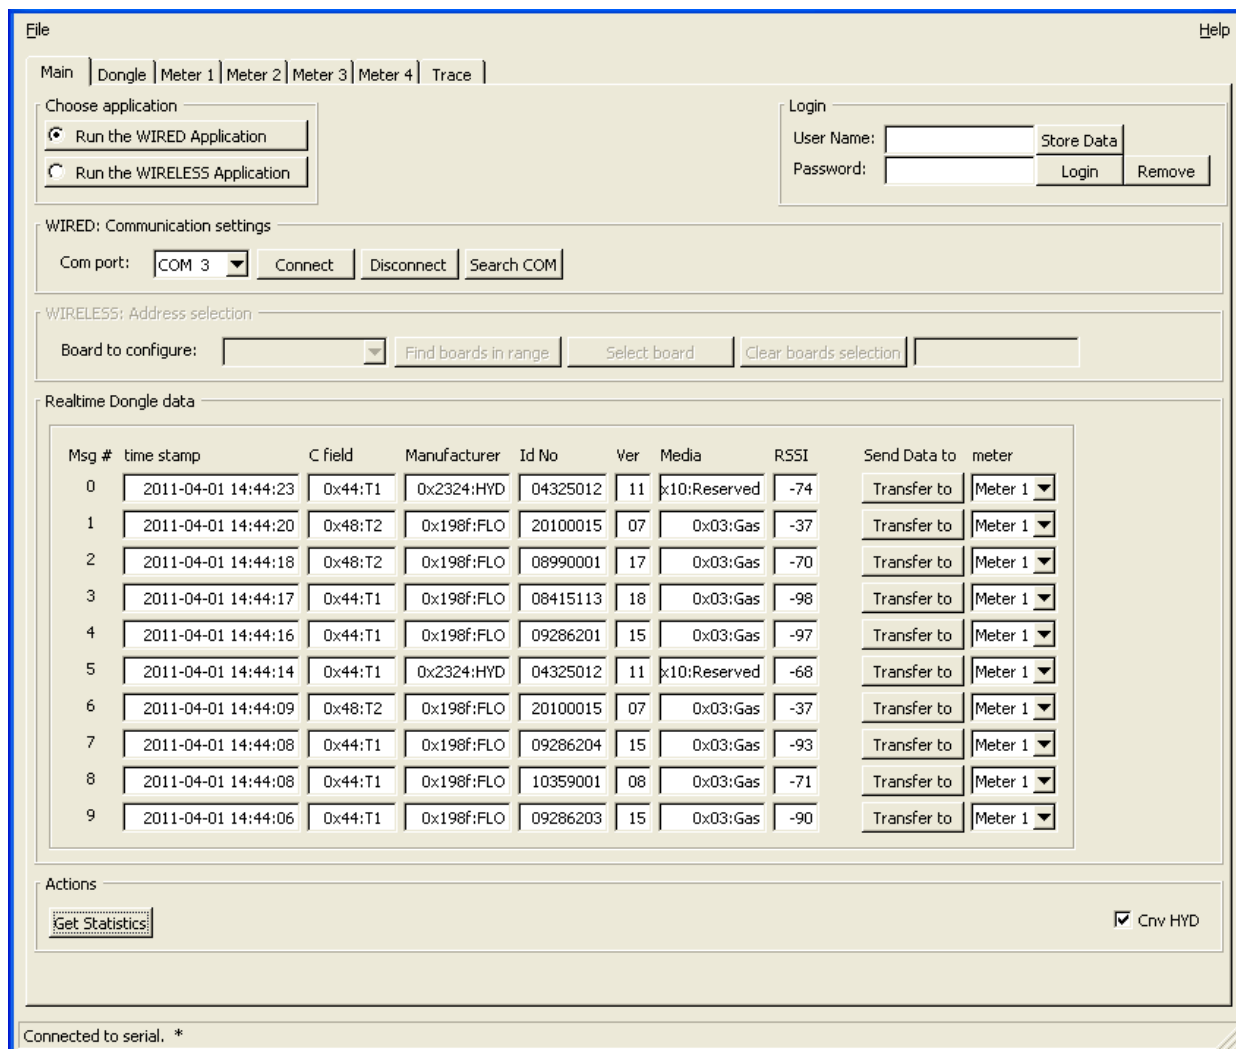 File Help
Main Dongle Meter 1 Meter 2 Meter 3 Meter 4 Trace
Choose application
Run the WIRED Application
Run the WIRELESS Application
Login
User Name: Store Data
Password: Login Remove
WIRED: Communication settings
Com port: COM 3 Connect Disconnect Search COM
WIRELESS: Address selection
Board to configure: Find boards in range Select board Clear boards selection
Realtime Dongle data
Msg # time stamp C field Manufacturer Id No Ver Media RSSI Send Data to meter
0 2011-04-01 14:44:23 0x44:T1 0x2324:HYD 04325012 11 x10:Reserved -74 Transfer to Meter 1
1 2011-04-01 14:44:20 0x48:T2 0x198f:FLO 20100015 07 0x03:Gas -37 Transfer to Meter 1
2 2011-04-01 14:44:18 0x48:T2 0x198f:FLO 08990001 17 0x03:Gas -70 Transfer to Meter 1
3 2011-04-01 14:44:17 0x44:T1 0x198f:FLO 08415113 18 0x03:Gas -98 Transfer to Meter 1
4 2011-04-01 14:44:16 0x44:T1 0x198f:FLO 09286201 15 0x03:Gas -97 Transfer to Meter 1
5 2011-04-01 14:44:14 0x44:T1 0x2324:HYD 04325012 11 x10:Reserved -68 Transfer to Meter 1
6 2011-04-01 14:44:09 0x48:T2 0x198f:FLO 20100015 07 0x03:Gas -37 Transfer to Meter 1
7 2011-04-01 14:44:08 0x44:T1 0x198f:FLO 09286204 15 0x03:Gas -93 Transfer to Meter 1
8 2011-04-01 14:44:08 0x44:T1 0x198f:FLO 10359001 08 0x03:Gas -71 Transfer to Meter 1
9 2011-04-01 14:44:06 0x44:T1 0x198f:FLO 09286203 15 0x03:Gas -90 Transfer to Meter 1
Actions
Get Statistics Cnv HYD
Connected to serial. *